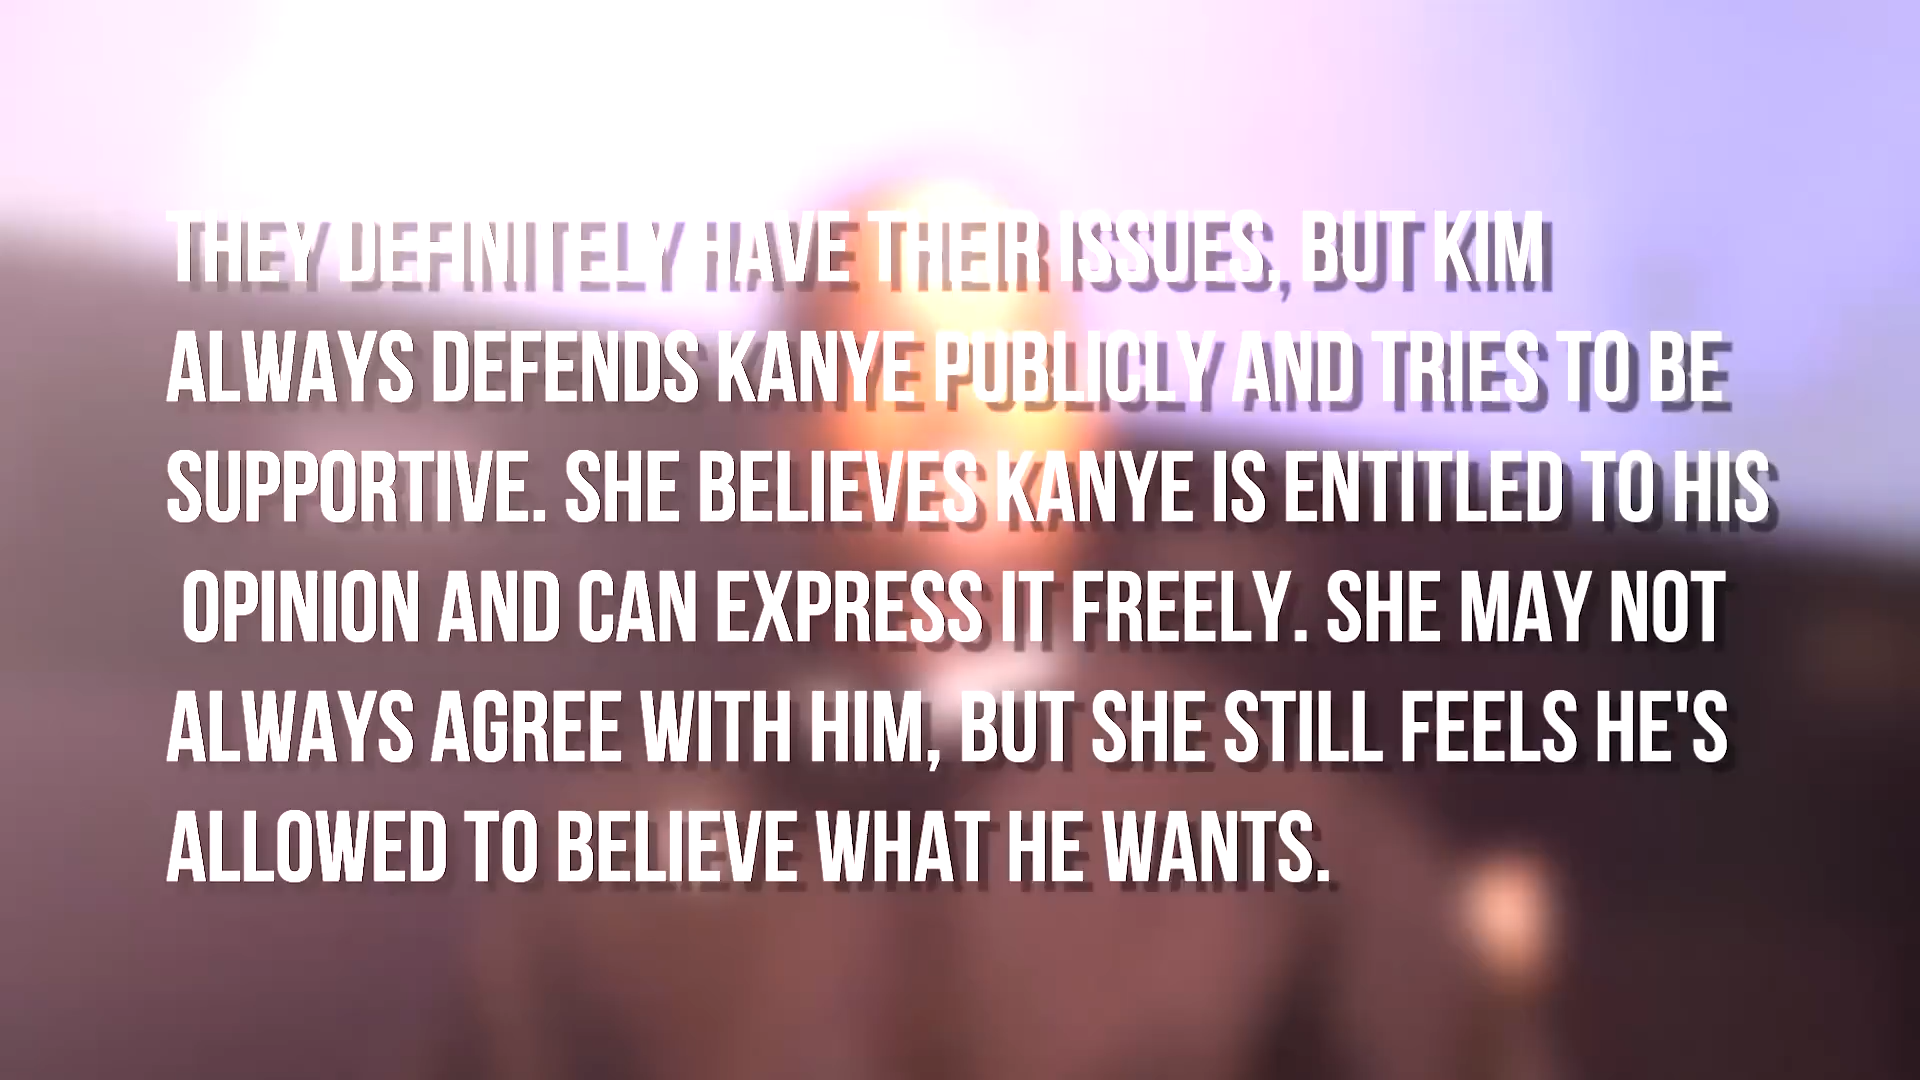 THEY DEFINITELY HAVE THEIR ISSUES, BUT KIM
ALWAYS DEFENDS KANYE PUBLICLY AND TRIES TO BE
SUPPORTIVE. SHE BELIEVES KANYE IS ENTITLED TO HIS
OPINION AND CAN EXPRESS IT FREELY. SHE MAY NOT
ALWAYS AGREE WITH HIM, BUT SHE STILL FEELS HE'S
ALLOWED TO BELIEVE WHAT HE WANTS.